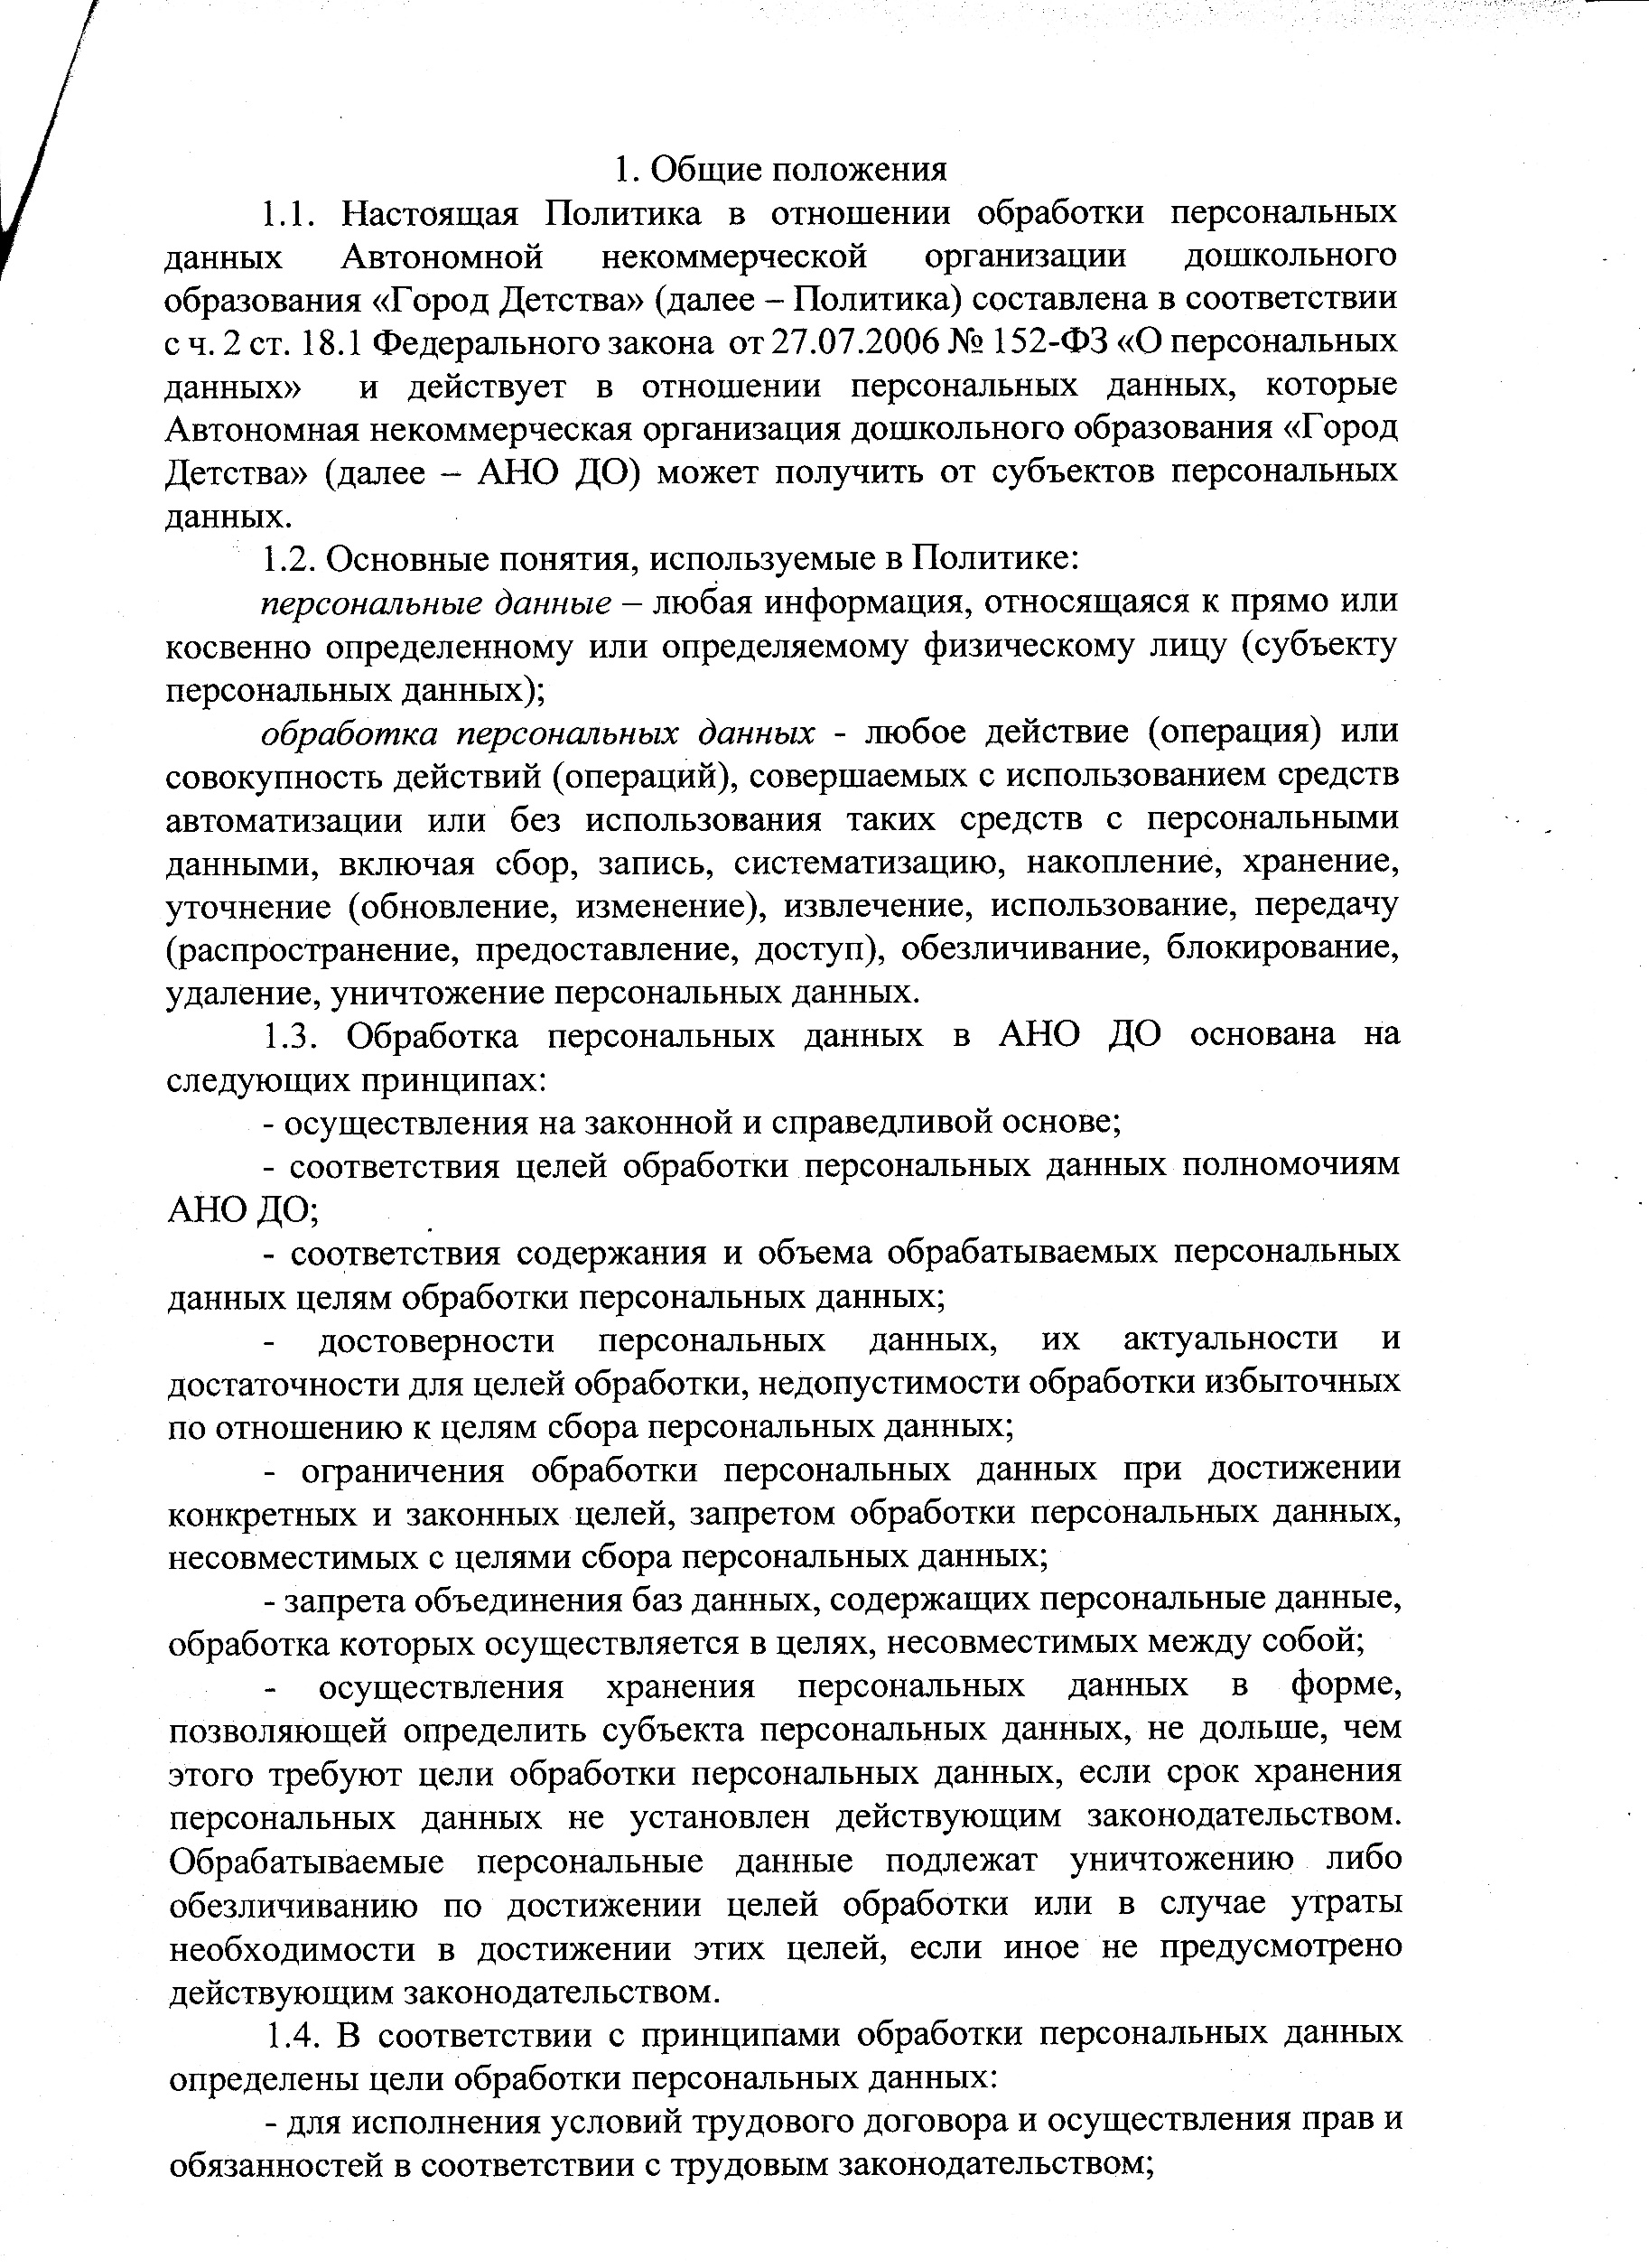 1. Общие положения
1.1. Настоящая Политика в отношении обработки персональных
данных Автономной некоммерческой организации дошкольного
образования «Город Детства» (далее – Политика) составлена в соответствии
с ч. 2 ст. 18.1 Федерального закона от 27.07.2006 № 152-ФЗ «О персональных
данных» и действует в отношении персональных данных, которые
Автономная некоммерческая организация дошкольного образования «Город
Детства» (далее – АНО ДО) может получить от субъектов персональных
данных.
1.2. Основные понятия, используемые в Политике:
персональные данные – любая информация, относящаяся к прямо или
косвенно определенному или определяемому физическому лицу (субъекту
персональных данных);
обработка персональных данных - любое действие (операция) или
совокупность действий (операций), совершаемых с использованием средств
автоматизации или без использования таких средств с персональными
данными, включая сбор, запись, систематизацию, накопление, хранение,
уточнение (обновление, изменение), извлечение, использование, передачу
(распространение, предоставление, доступ), обезличивание, блокирование,
удаление, уничтожение персональных данных.
1.3. Обработка персональных данных в АНО ДО основана на
следующих принципах:
- осуществления на законной и справедливой основе;
- соответствия целей обработки персональных данных полномочиям
АНО ДО;
- соответствия содержания и объема обрабатываемых персональных
данных целям обработки персональных данных;
- достоверности персональных данных, их актуальности и
достаточности для целей обработки, недопустимости обработки избыточных
по отношению к целям сбора персональных данных;
- ограничения обработки персональных данных при достижении
конкретных и законных целей, запретом обработки персональных данных,
несовместимых с целями сбора персональных данных;
- запрета объединения баз данных, содержащих персональные данные,
обработка которых осуществляется в целях, несовместимых между собой;
- осуществления хранения персональных данных в форме,
позволяющей определить субъекта персональных данных, не дольше, чем
этого требуют цели обработки персональных данных, если срок хранения
персональных данных не установлен действующим законодательством.
Обрабатываемые персональные данные подлежат уничтожению либо
обезличиванию по достижении целей обработки или в случае утраты
необходимости в достижении этих целей, если иное не предусмотрено
действующим законодательством.
1.4. В соответствии с принципами обработки персональных данных
определены цели обработки персональных данных:
- для исполнения условий трудового договора и осуществления прав и
обязанностей в соответствии с трудовым законодательством;